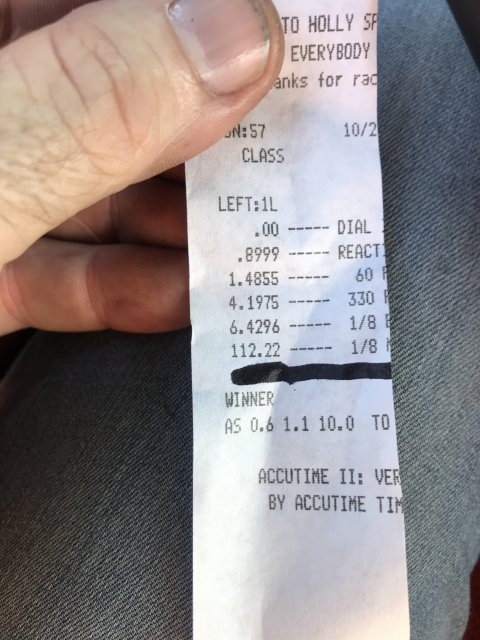 TO HOLLY SP
EVERYBODY
anks for rac
N:57 10/2
CLASS
LEFT:1L
.00 ----- DIAL
.8999 ----- REACTI
1.4855 ----- 60 F
4.1975 ----- 330 F
6.4296 ----- 1/8 E
112.22 ----- 1/8 M
WINNER
AS 0.6 1.1 10.0 TO
ACCUTIME II: VER
BY ACCUTIME TIM